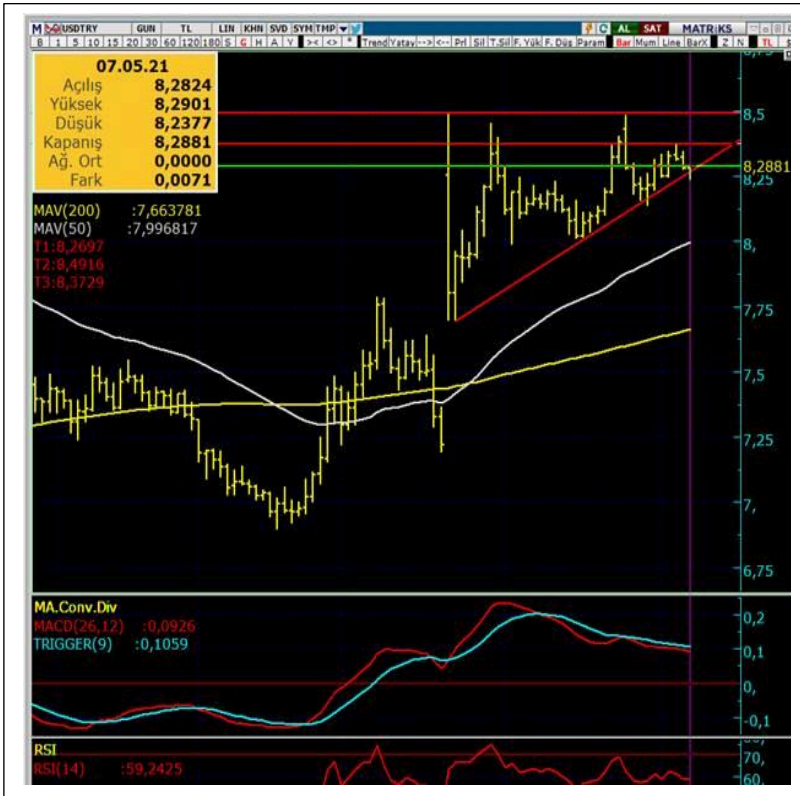 M USDTRY GUN TL LIN KHN SVD SYM TMP AL SAT MATRİKS
B 1 5 10 15 20 30 60 120 180 S G H A Y >< <> * Trend Yatay --> <-- Prl Sil T.Sil F. Yük F. Düş Param Bar Mum Line BarX Z N TL $
07.05.21
Açılış 8,2824
Yüksek 8,2901
Düşük 8,2377
Kapanış 8,2881
Ağ. Ort 0,0000
Fark 0,0071
MAV(200) :7,663781
MAV(50) :7,996817
T1:8,2697
T2:8,4916
T3:8,3729
8,75
8,5
8,2881
8,25
8,
7,75
7,5
7,25
7,
6,75
MA.Conv.Div
MACD(26,12) :0,0926
TRIGGER(9) :0,1059
0,2
0,1
0,
-0,1
RSI
RSI(14) :59,2425
70,
60,